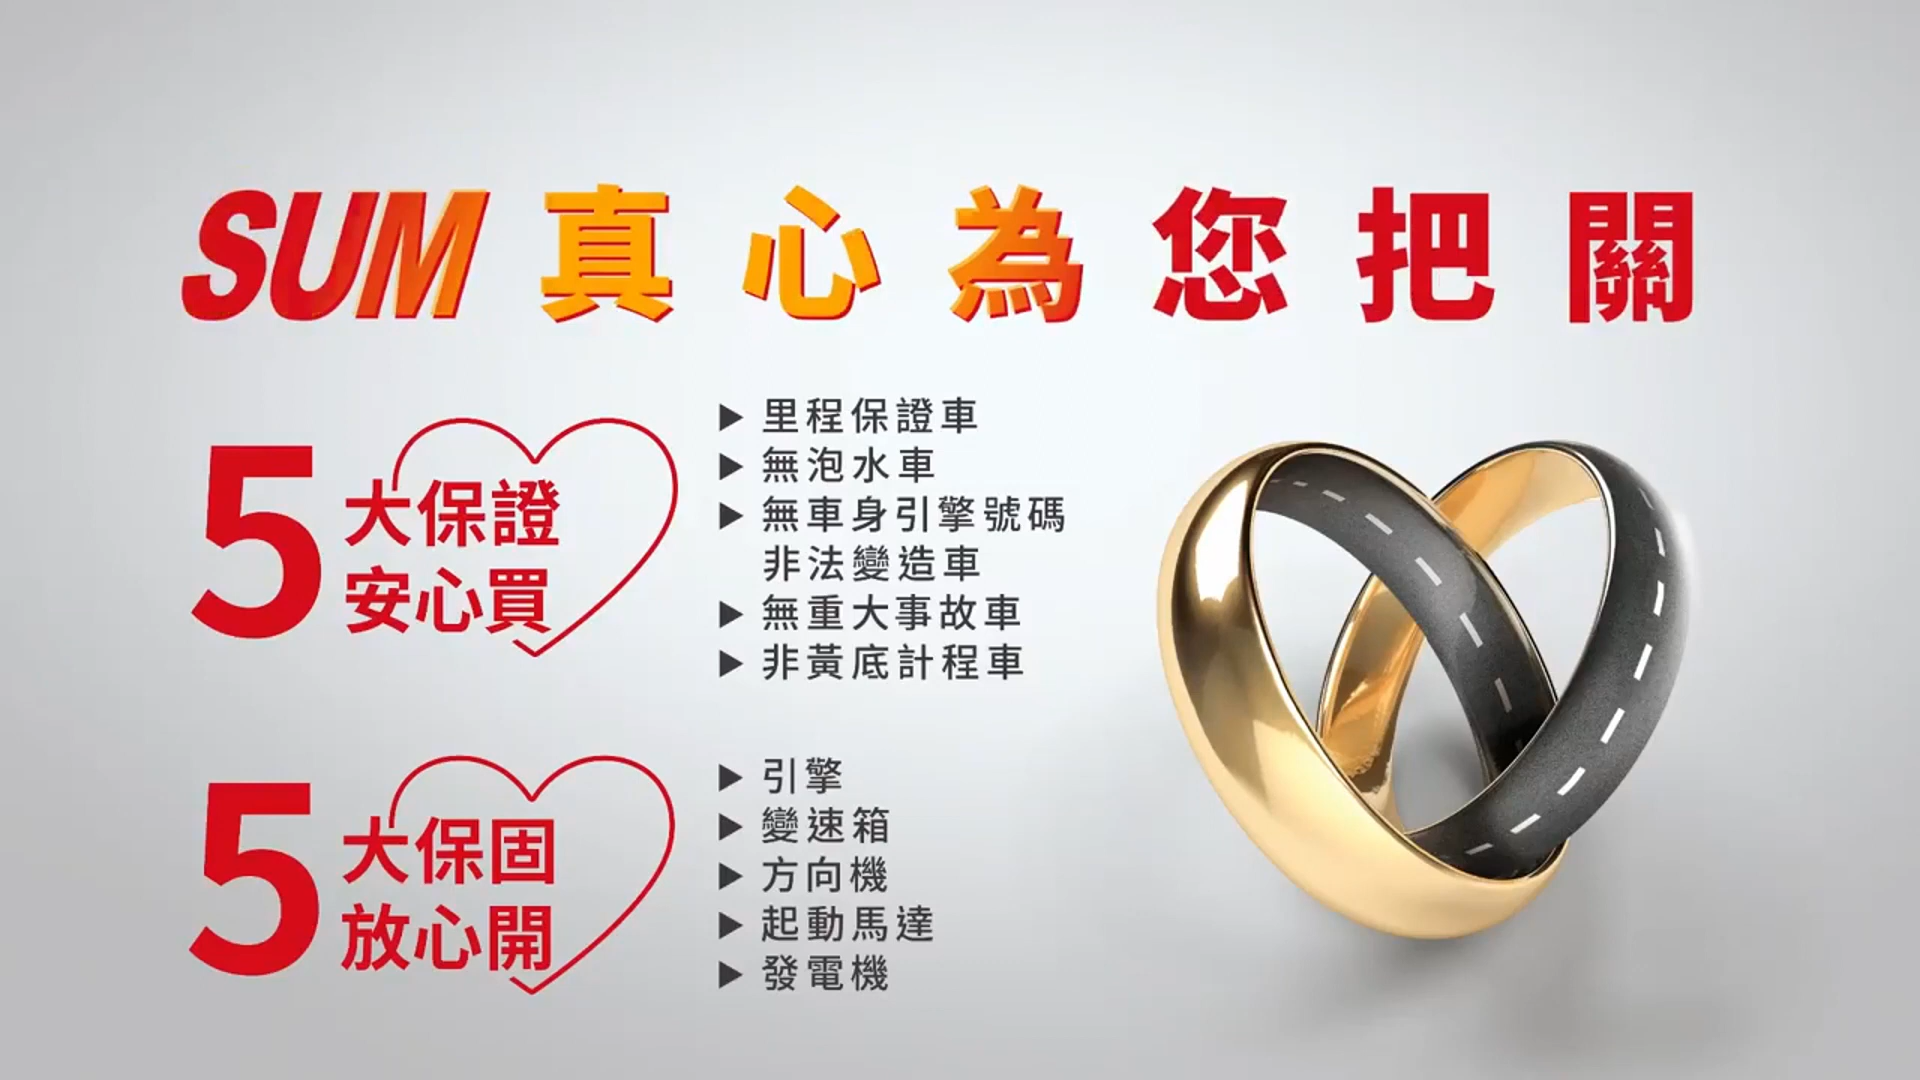 SUM 真心為您把關
5大保證
安心買
▶ 里程保證車
▶ 無泡水車
▶ 無車身引擎號碼
非法變造車
▶ 無重大事故車
▶ 非黃底計程車
5大保固
放心開
▶ 引擎
▶ 變速箱
▶ 方向機
▶ 起動馬達
▶ 發電機